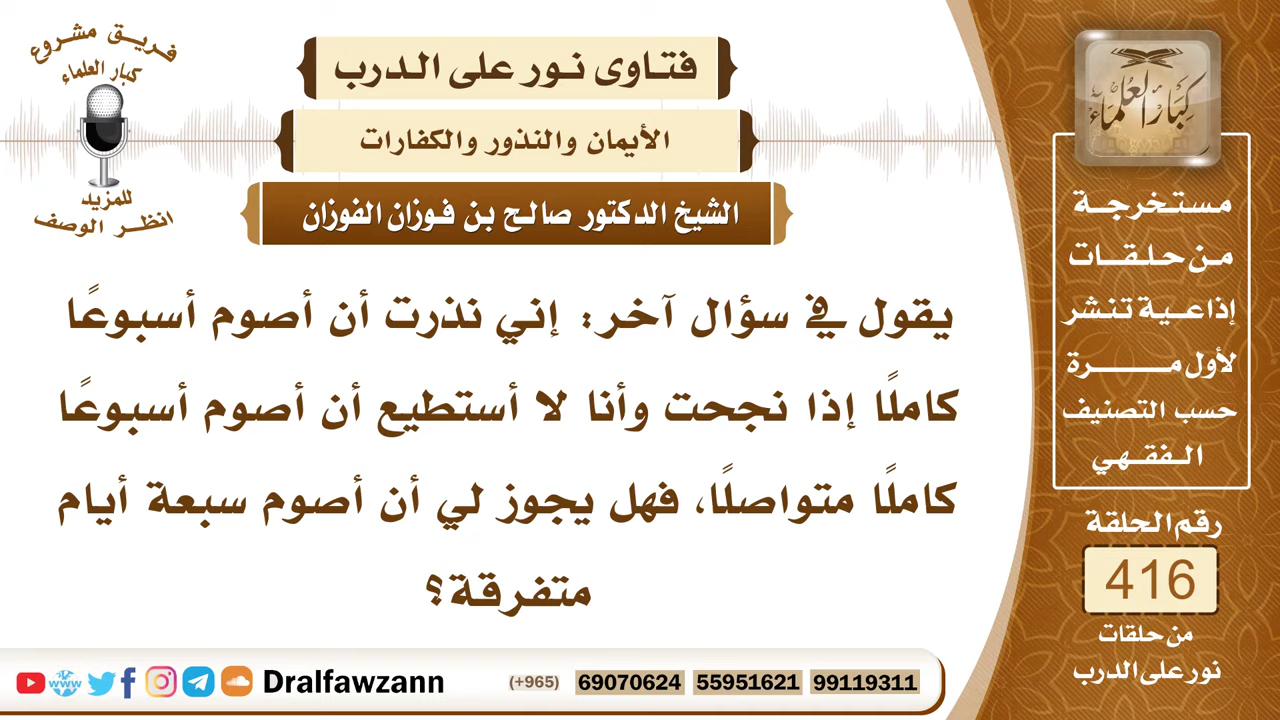 فريق مشروع
كبار العلماء
للمزيد
انظر الوصف
فتاوى نور على الدرب
الأيمان والنذور والكفارات
الشيخ الدكتور صالح بن فوزان الفوزان
يقول في سؤال آخر: إني نذرت أن أصوم أسبوعًا
كاملًا إذا نجحت وأنا لا أستطيع أن أصوم أسبوعًا
كاملًا متواصلًا، فهل يجوز لي أن أصوم سبعة أيام
متفرقة؟
كبار العلماء
مستخرجة
من حلقات
إذاعية تنشر
لأول مرة
حسب التصنيف
الفقهي
رقم الحلقة
416
من حلقات
نور على الدرب
www Dralfawzann (+965) 69070624 55951621 99119311